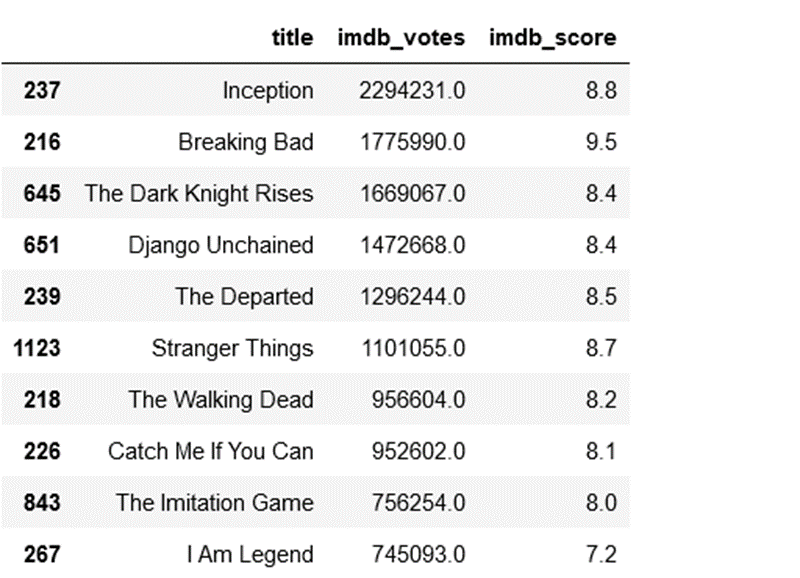 title imdb_votes imdb_score
237 Inception 2294231.0 8.8
216 Breaking Bad 1775990.0 9.5
645 The Dark Knight Rises 1669067.0 8.4
651 Django Unchained 1472668.0 8.4
239 The Departed 1296244.0 8.5
1123 Stranger Things 1101055.0 8.7
218 The Walking Dead 956604.0 8.2
226 Catch Me If You Can 952602.0 8.1
843 The Imitation Game 756254.0 8.0
267 I Am Legend 745093.0 7.2